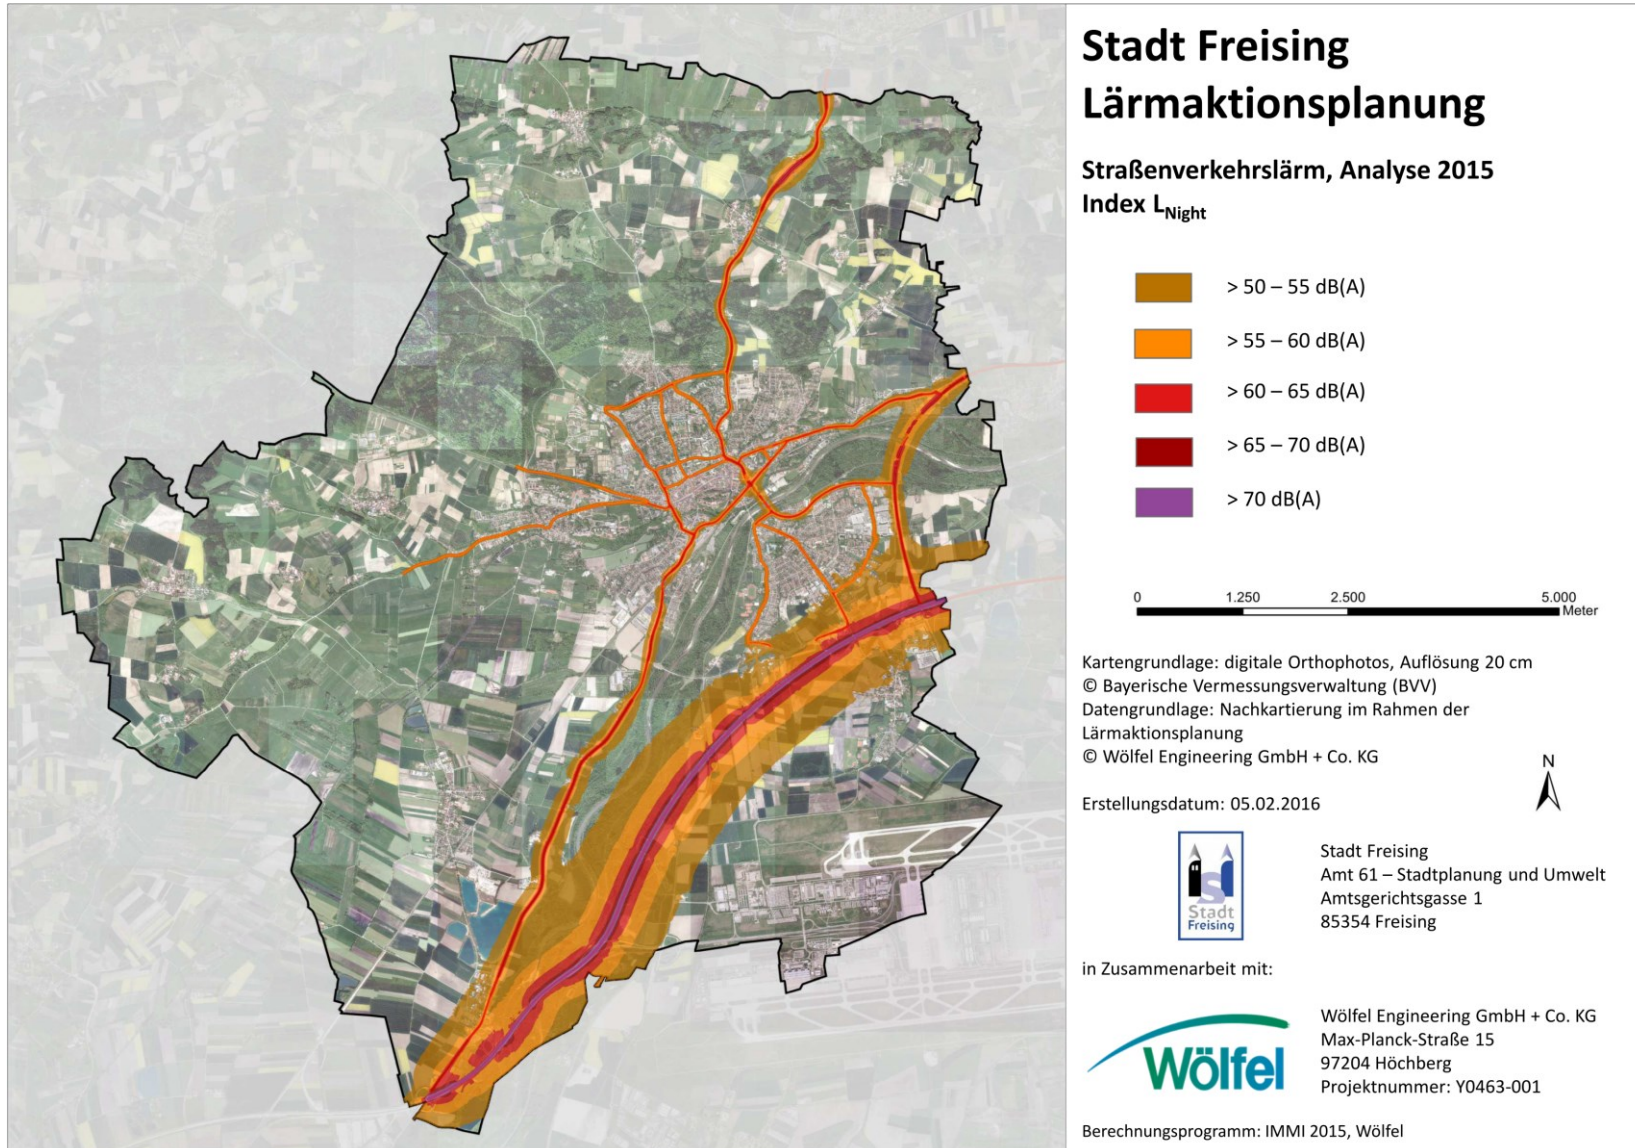 Stadt Freising
Lärmaktionsplanung
Straßenverkehrslärm, Analyse 2015
Index LNight
> 50 – 55 dB(A)
> 55 – 60 dB(A)
> 60 – 65 dB(A)
> 65 – 70 dB(A)
> 70 dB(A)
0 1.250 2.500 5.000
Meter
Kartengrundlage: digitale Orthophotos, Auflösung 20 cm
© Bayerische Vermessungsverwaltung (BVV)
Datengrundlage: Nachkartierung im Rahmen der
Lärmaktionsplanung
© Wölfel Engineering GmbH + Co. KG
N
Erstellungsdatum: 05.02.2016
Stadt
Freising
Stadt Freising
Amt 61 – Stadtplanung und Umwelt
Amtsgerichtsgasse 1
85354 Freising
in Zusammenarbeit mit:
Wölfel
Wölfel Engineering GmbH + Co. KG
Max-Planck-Straße 15
97204 Höchberg
Projektnummer: Y0463-001
Berechnungsprogramm: IMMI 2015, Wölfel